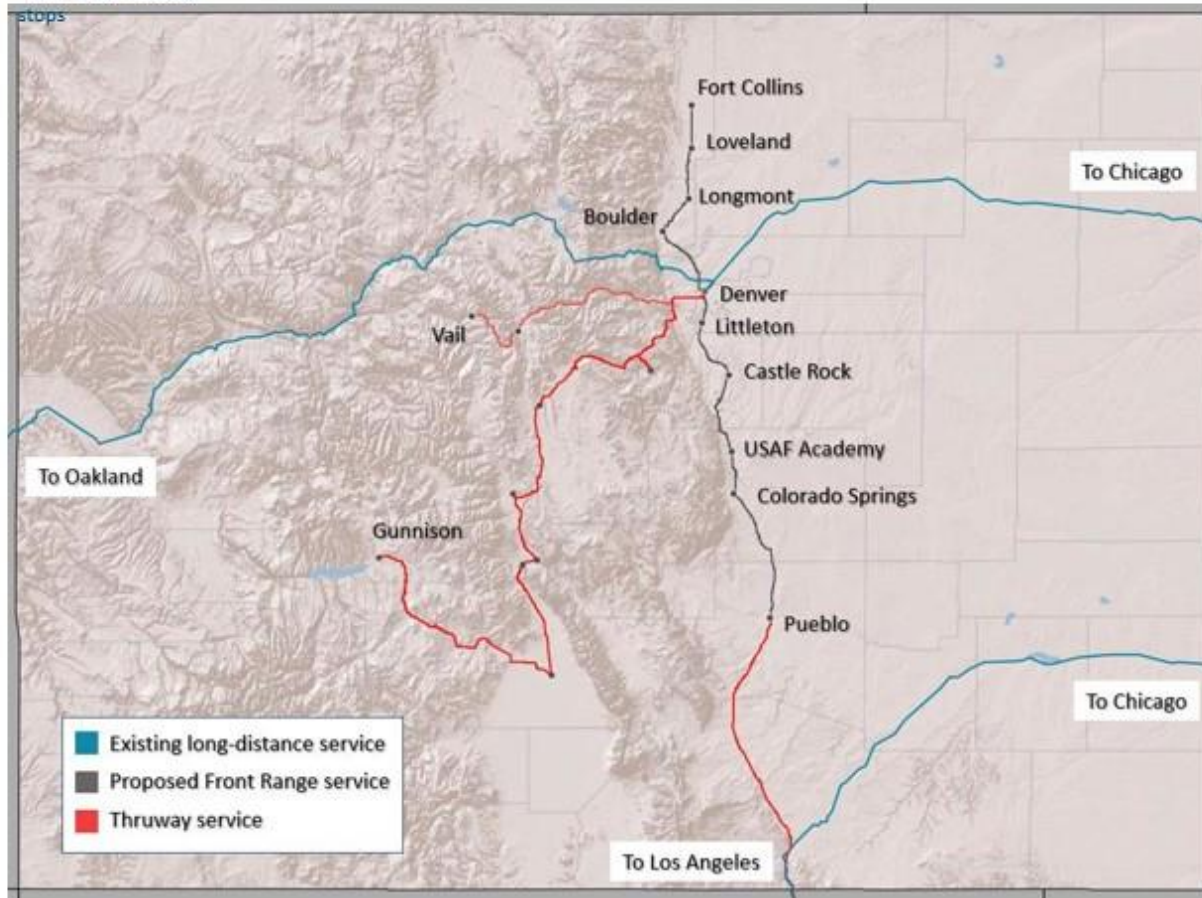 stops
Fort Collins
Loveland
To Chicago
Longmont
Boulder
Denver
Littleton
Vail
Castle Rock
USAF Academy
To Oakland
Colorado Springs
Gunnison
Pueblo
To Chicago
Existing long-distance service
Proposed Front Range service
Thruway service
To Los Angeles